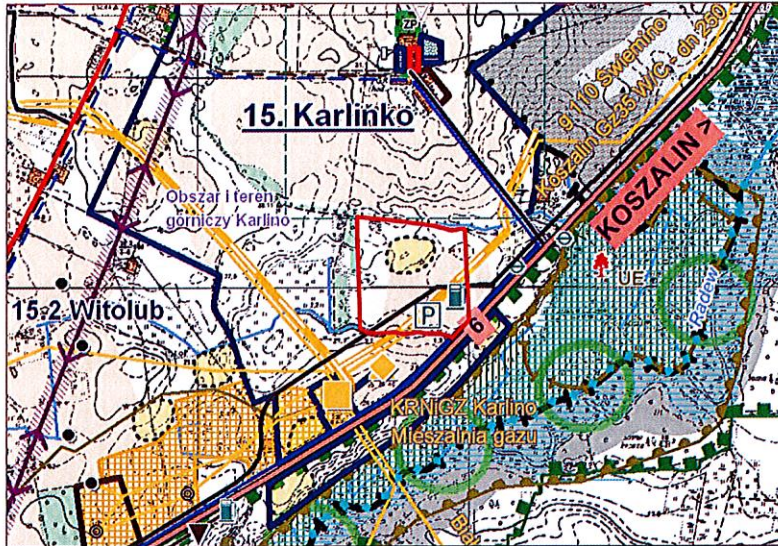 ZP
15. Karlinko
9 110 Świemino
Koszalin Gz35 W/C - dn 250
KOSZALIN >
Obszar i teren
górniczy Karlino
UE
Radew
15.2 Witolub
P
6
KRNiGZ Karlino
Mieszalnia gazu